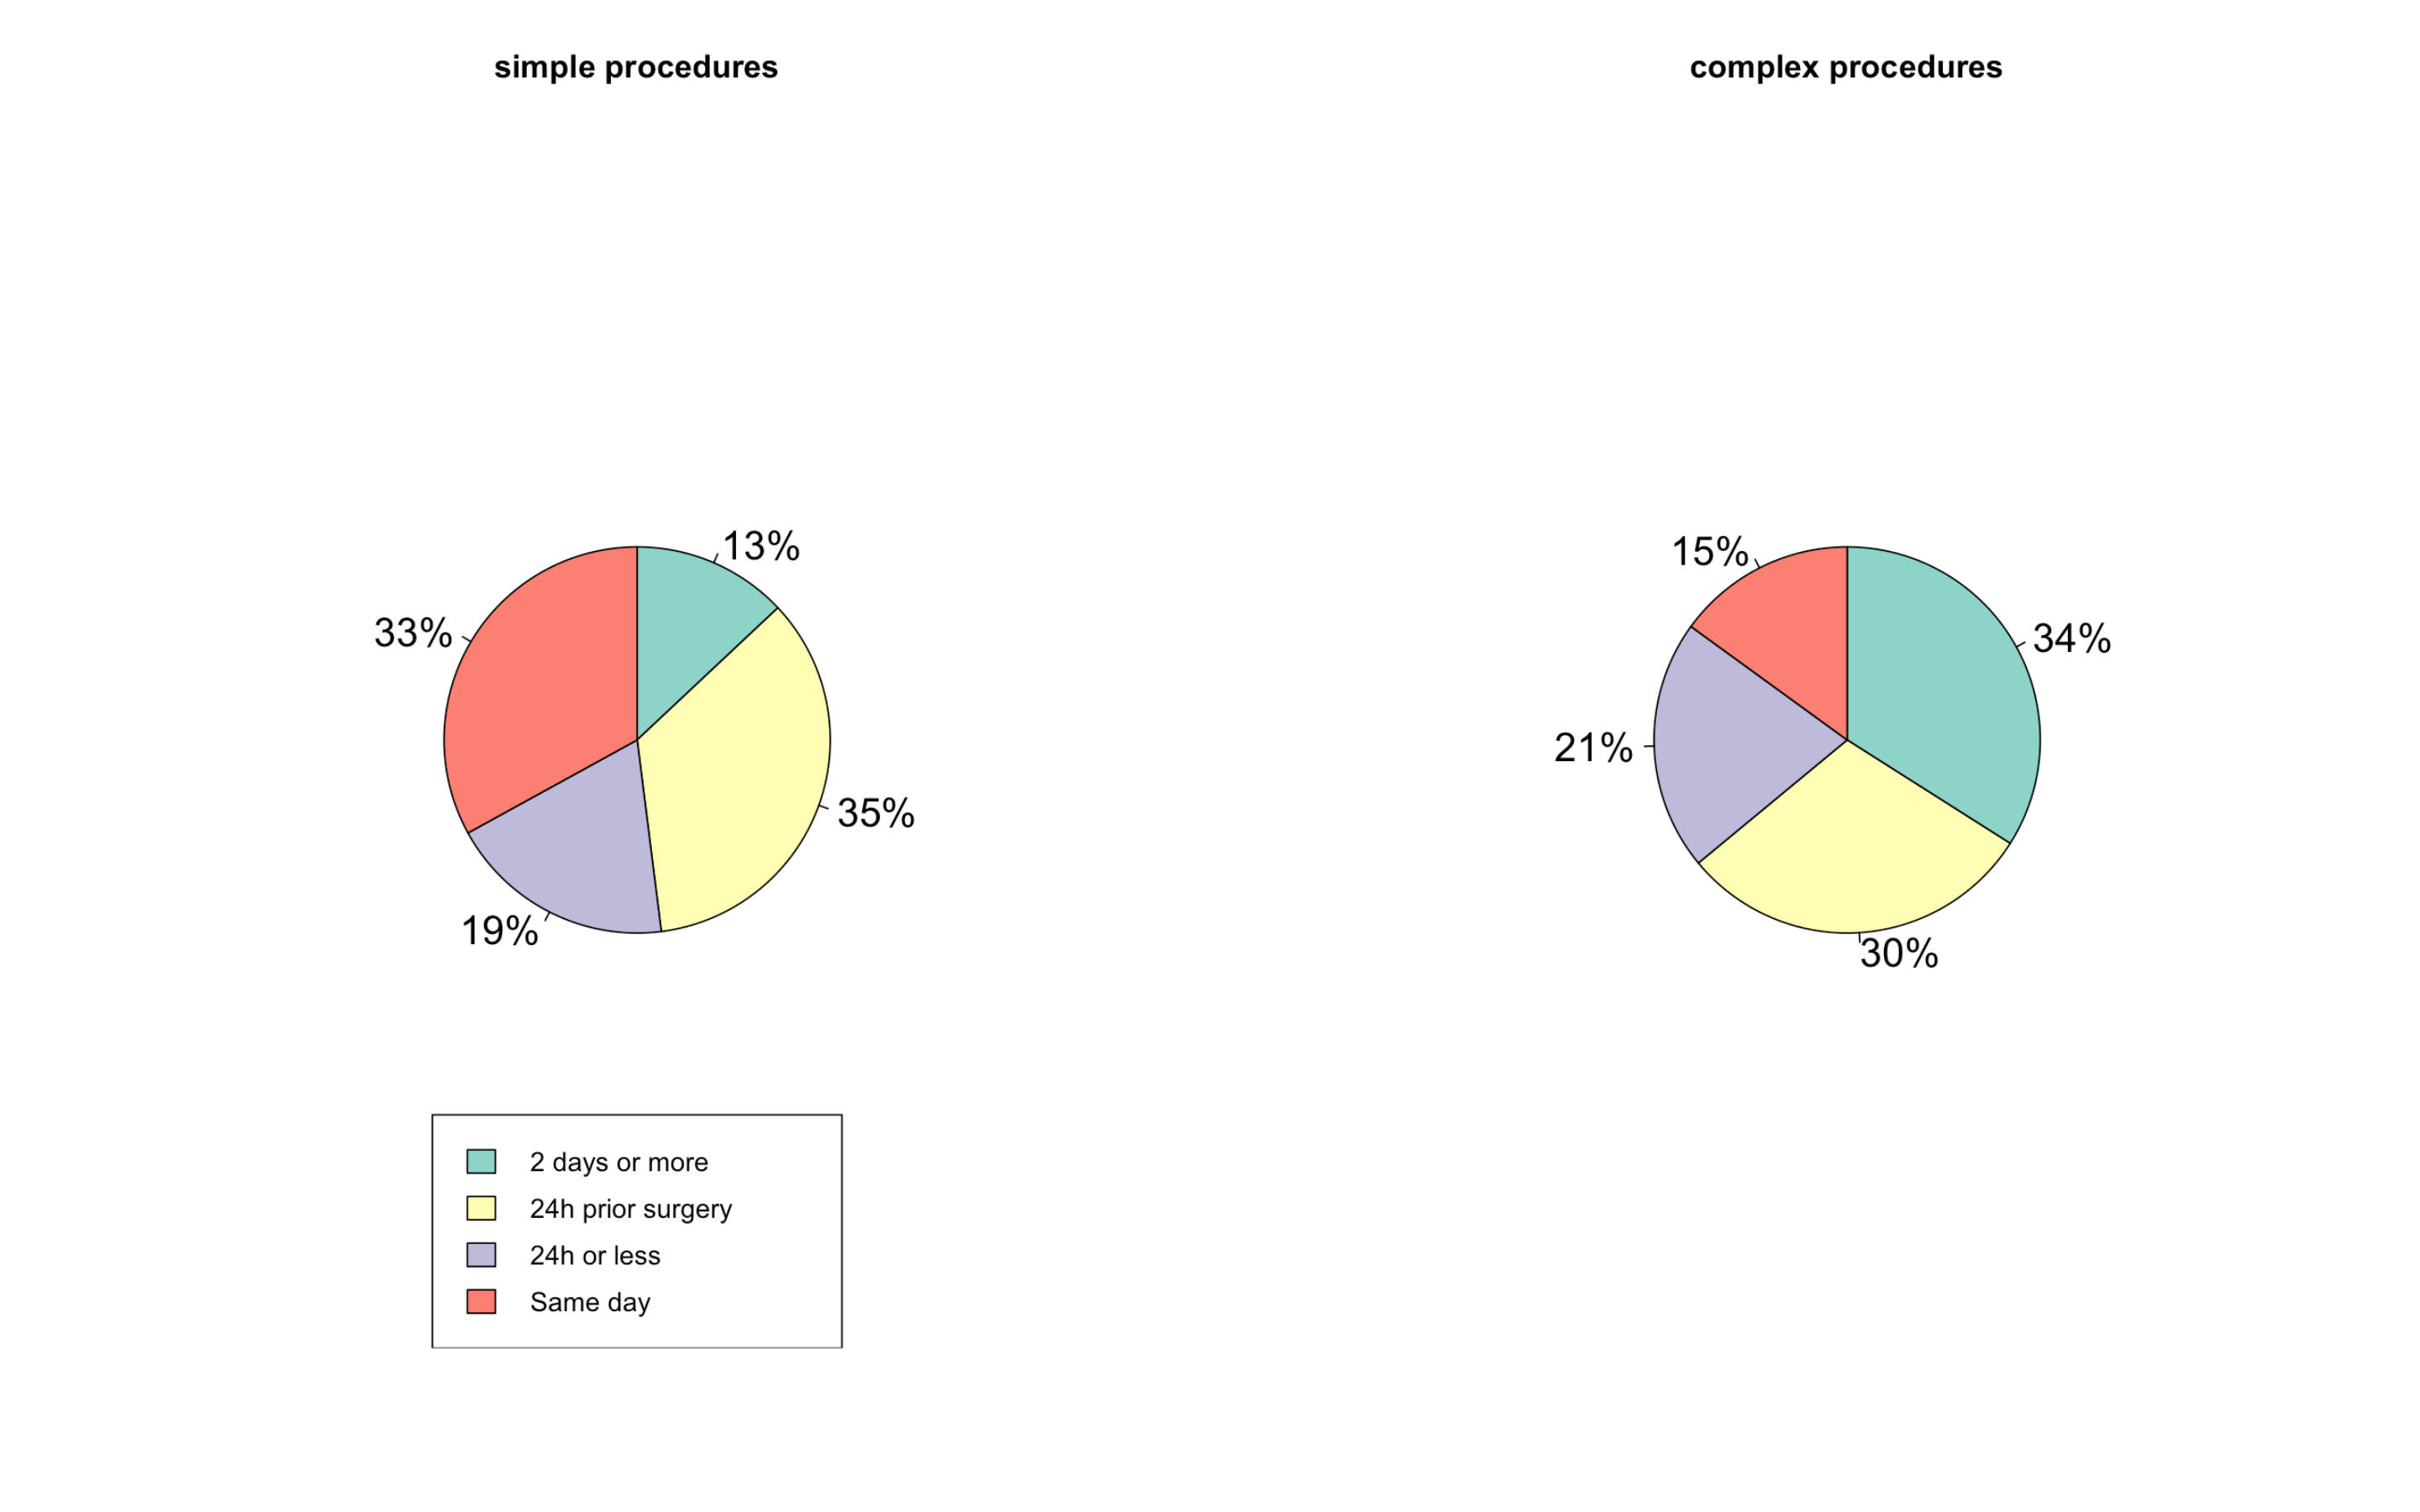 simple procedures
13%
33%
35%
19%
2 days or more
24h prior surgery
24h or less
Same day
complex procedures
15%
34%
21%
30%